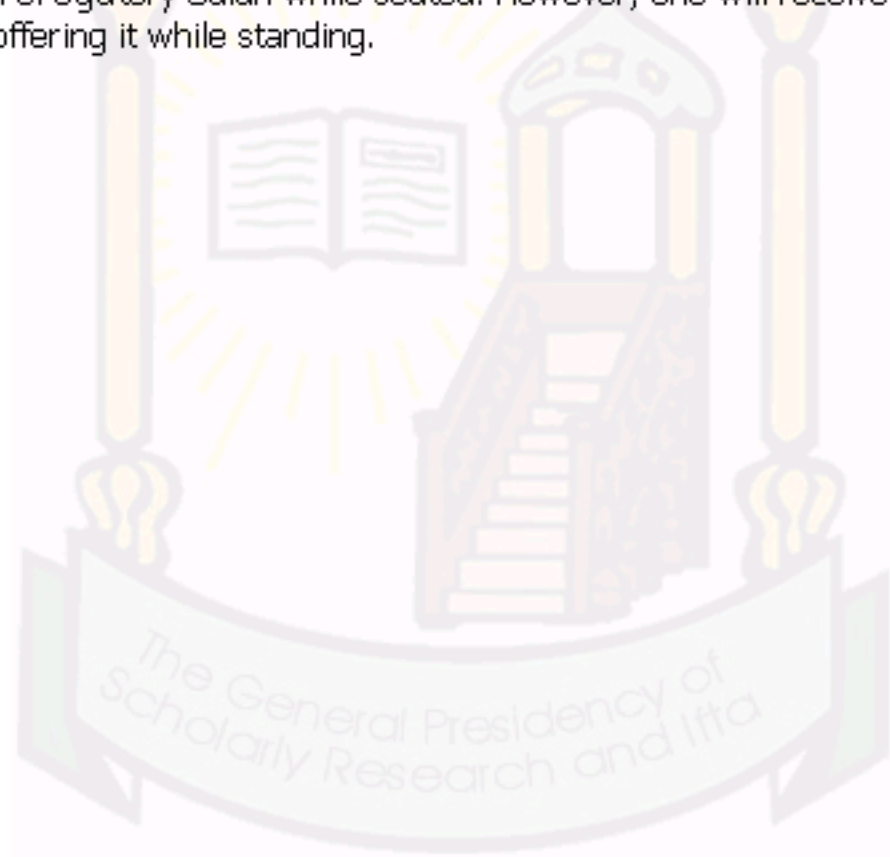 erogatory Salah while seated. However, one will receive
offering it while standing.
The General Presidency of
Scholarly Research and Ifta